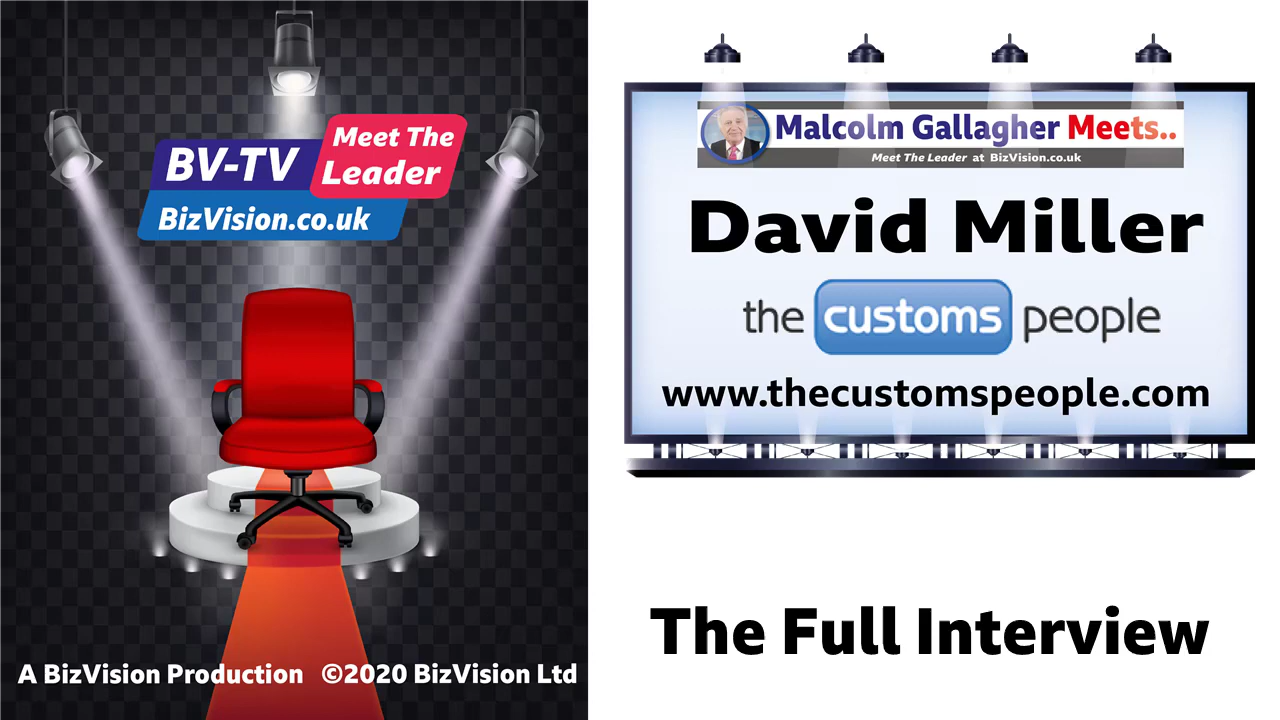 BV-TV
Meet The
Leader
BizVision.co.uk
A BizVision Production ©2020 BizVision Ltd
Malcolm Gallagher Meets..
Meet The Leader at BizVision.co.uk
David Miller
the customs people
www.thecustomspeople.com
The Full Interview